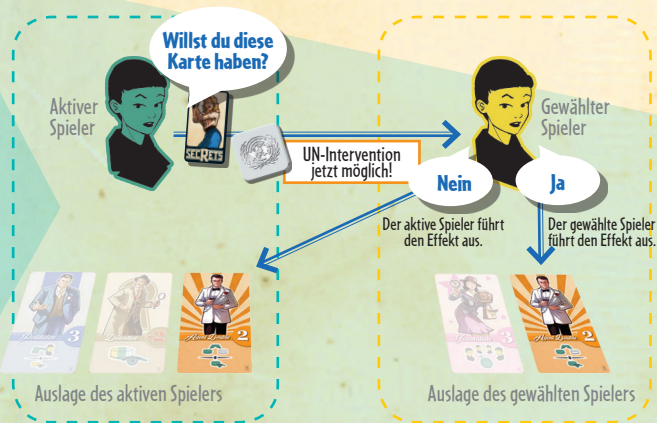 Willst du diese
Karte haben?
Aktiver
Spieler
SECRETS
Gewählter
Spieler
UN-Intervention
jetzt möglich!
Nein
Ja
Der aktive Spieler führt
den Effekt aus.
Der gewählte Spieler
führt den Effekt aus.
3
2
3
2
Auslage des aktiven Spielers
Auslage des gewählten Spielers